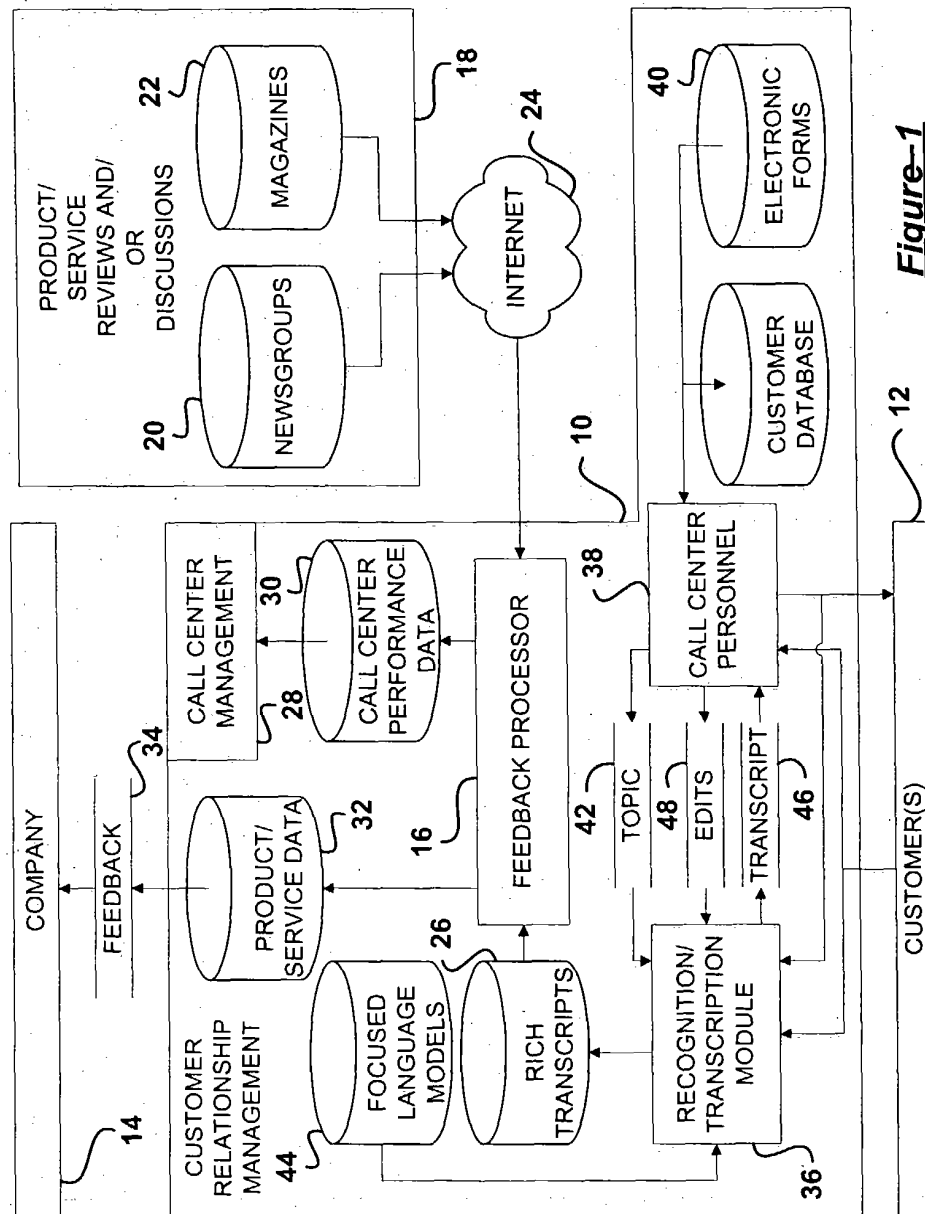 COMPANY
14
FEEDBACK
34
CUSTOMER
RELATIONSHIP
MANAGEMENT
PRODUCT/
SERVICE DATA
32
CALL CENTER
MANAGEMENT
28
CALL CENTER
PERFORMANCE
DATA
30
PRODUCT/
SERVICE
REVIEWS AND/
OR
DISCUSSIONS
18
20
NEWSGROUPS
22
MAGAZINES
INTERNET
24
44
FOCUSED
LANGUAGE
MODELS
26
RICH
TRANSCRIPTS
16
FEEDBACK PROCESSOR
10
RECOGNITION/
TRANSCRIPTION
MODULE
36
42
TOPIC
48
EDITS
TRANSCRIPT
46
38
CALL CENTER
PERSONNEL
CUSTOMER
DATABASE
ELECTRONIC
FORMS
40
CUSTOMER(S)
12
Figure-1